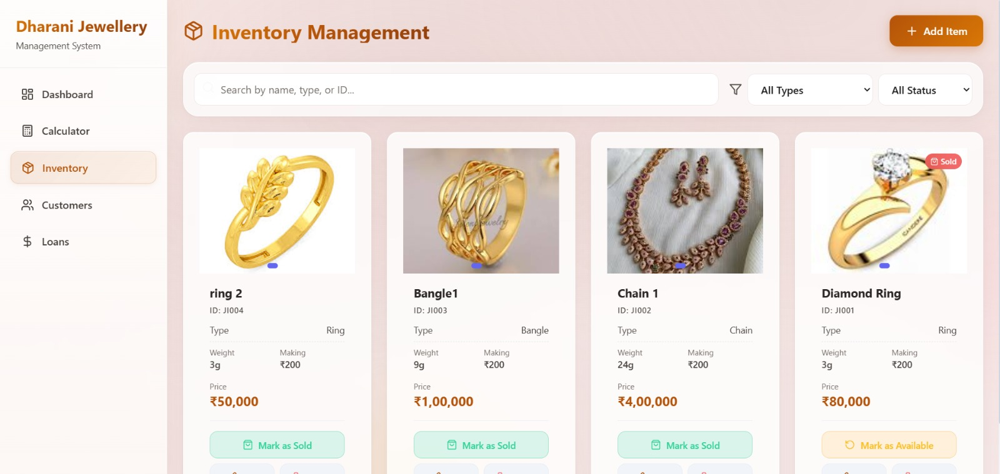 Dharani Jewellery
Management System
Dashboard
Calculator
Inventory
Customers
Loans
Inventory Management
Add Item
Search by name, type, or ID...
All Types
All Status
ring 2
ID: JI004
Type Ring
Weight Making
3g ₹200
Price
₹50,000
Mark as Sold
Bangle1
ID: JI003
Type Bangle
Weight Making
9g ₹200
Price
₹1,00,000
Mark as Sold
Chain 1
ID: JI002
Type Chain
Weight Making
24g ₹200
Price
₹4,00,000
Mark as Sold
Sold
CANDERE
Diamond Ring
ID: JI001
Type Ring
Weight Making
3g ₹200
Price
₹80,000
Mark as Available